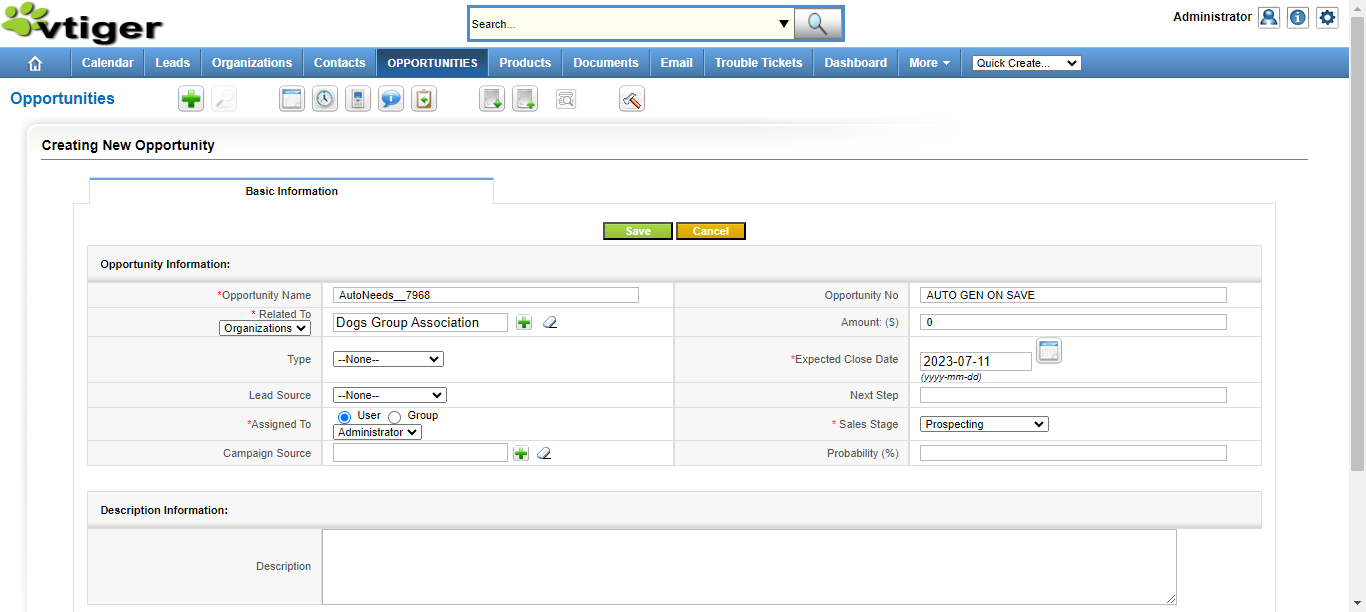 vtiger
Search...
Administrator
Calendar Leads Organizations Contacts OPPORTUNITIES Products Documents Email Trouble Tickets Dashboard More Quick Create...
Opportunities
Creating New Opportunity
Basic Information
Save Cancel
Opportunity Information:
*Opportunity Name AutoNeeds__7968 Opportunity No AUTO GEN ON SAVE
* Related To
Organizations Dogs Group Association Amount: ($) 0
Type --None-- *Expected Close Date 2023-07-11
(yyyy-mm-dd)
Lead Source --None-- Next Step
*Assigned To User Group
Administrator * Sales Stage Prospecting
Campaign Source Probability (%)
Description Information:
Description